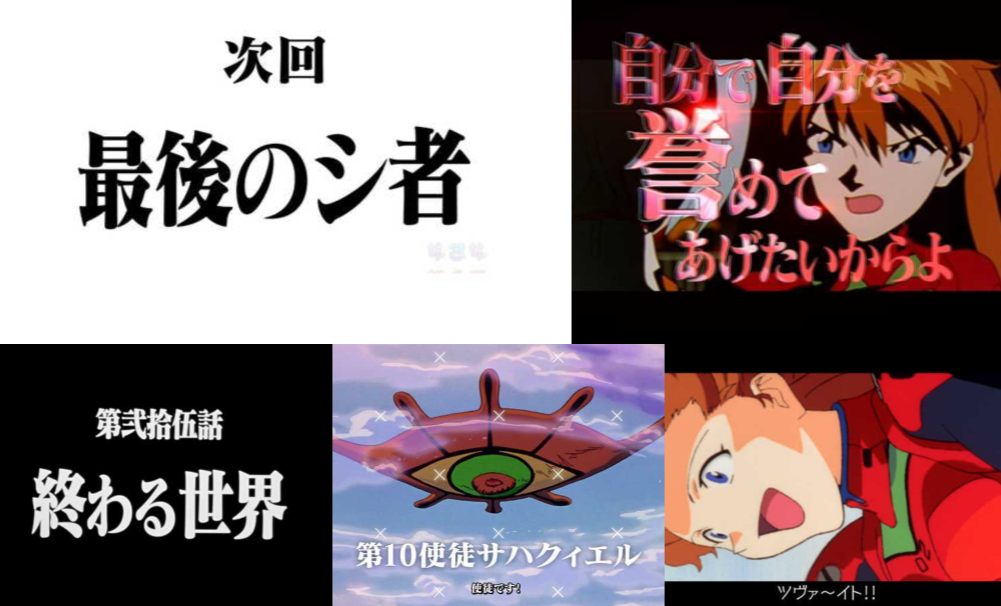 次回
最後のシ者
自分で自分を
誉めて
あげたいからよ
第弐拾伍話
終わる世界
第10使徒サハクィエル
使徒です!
ツヴァ〜イト!!